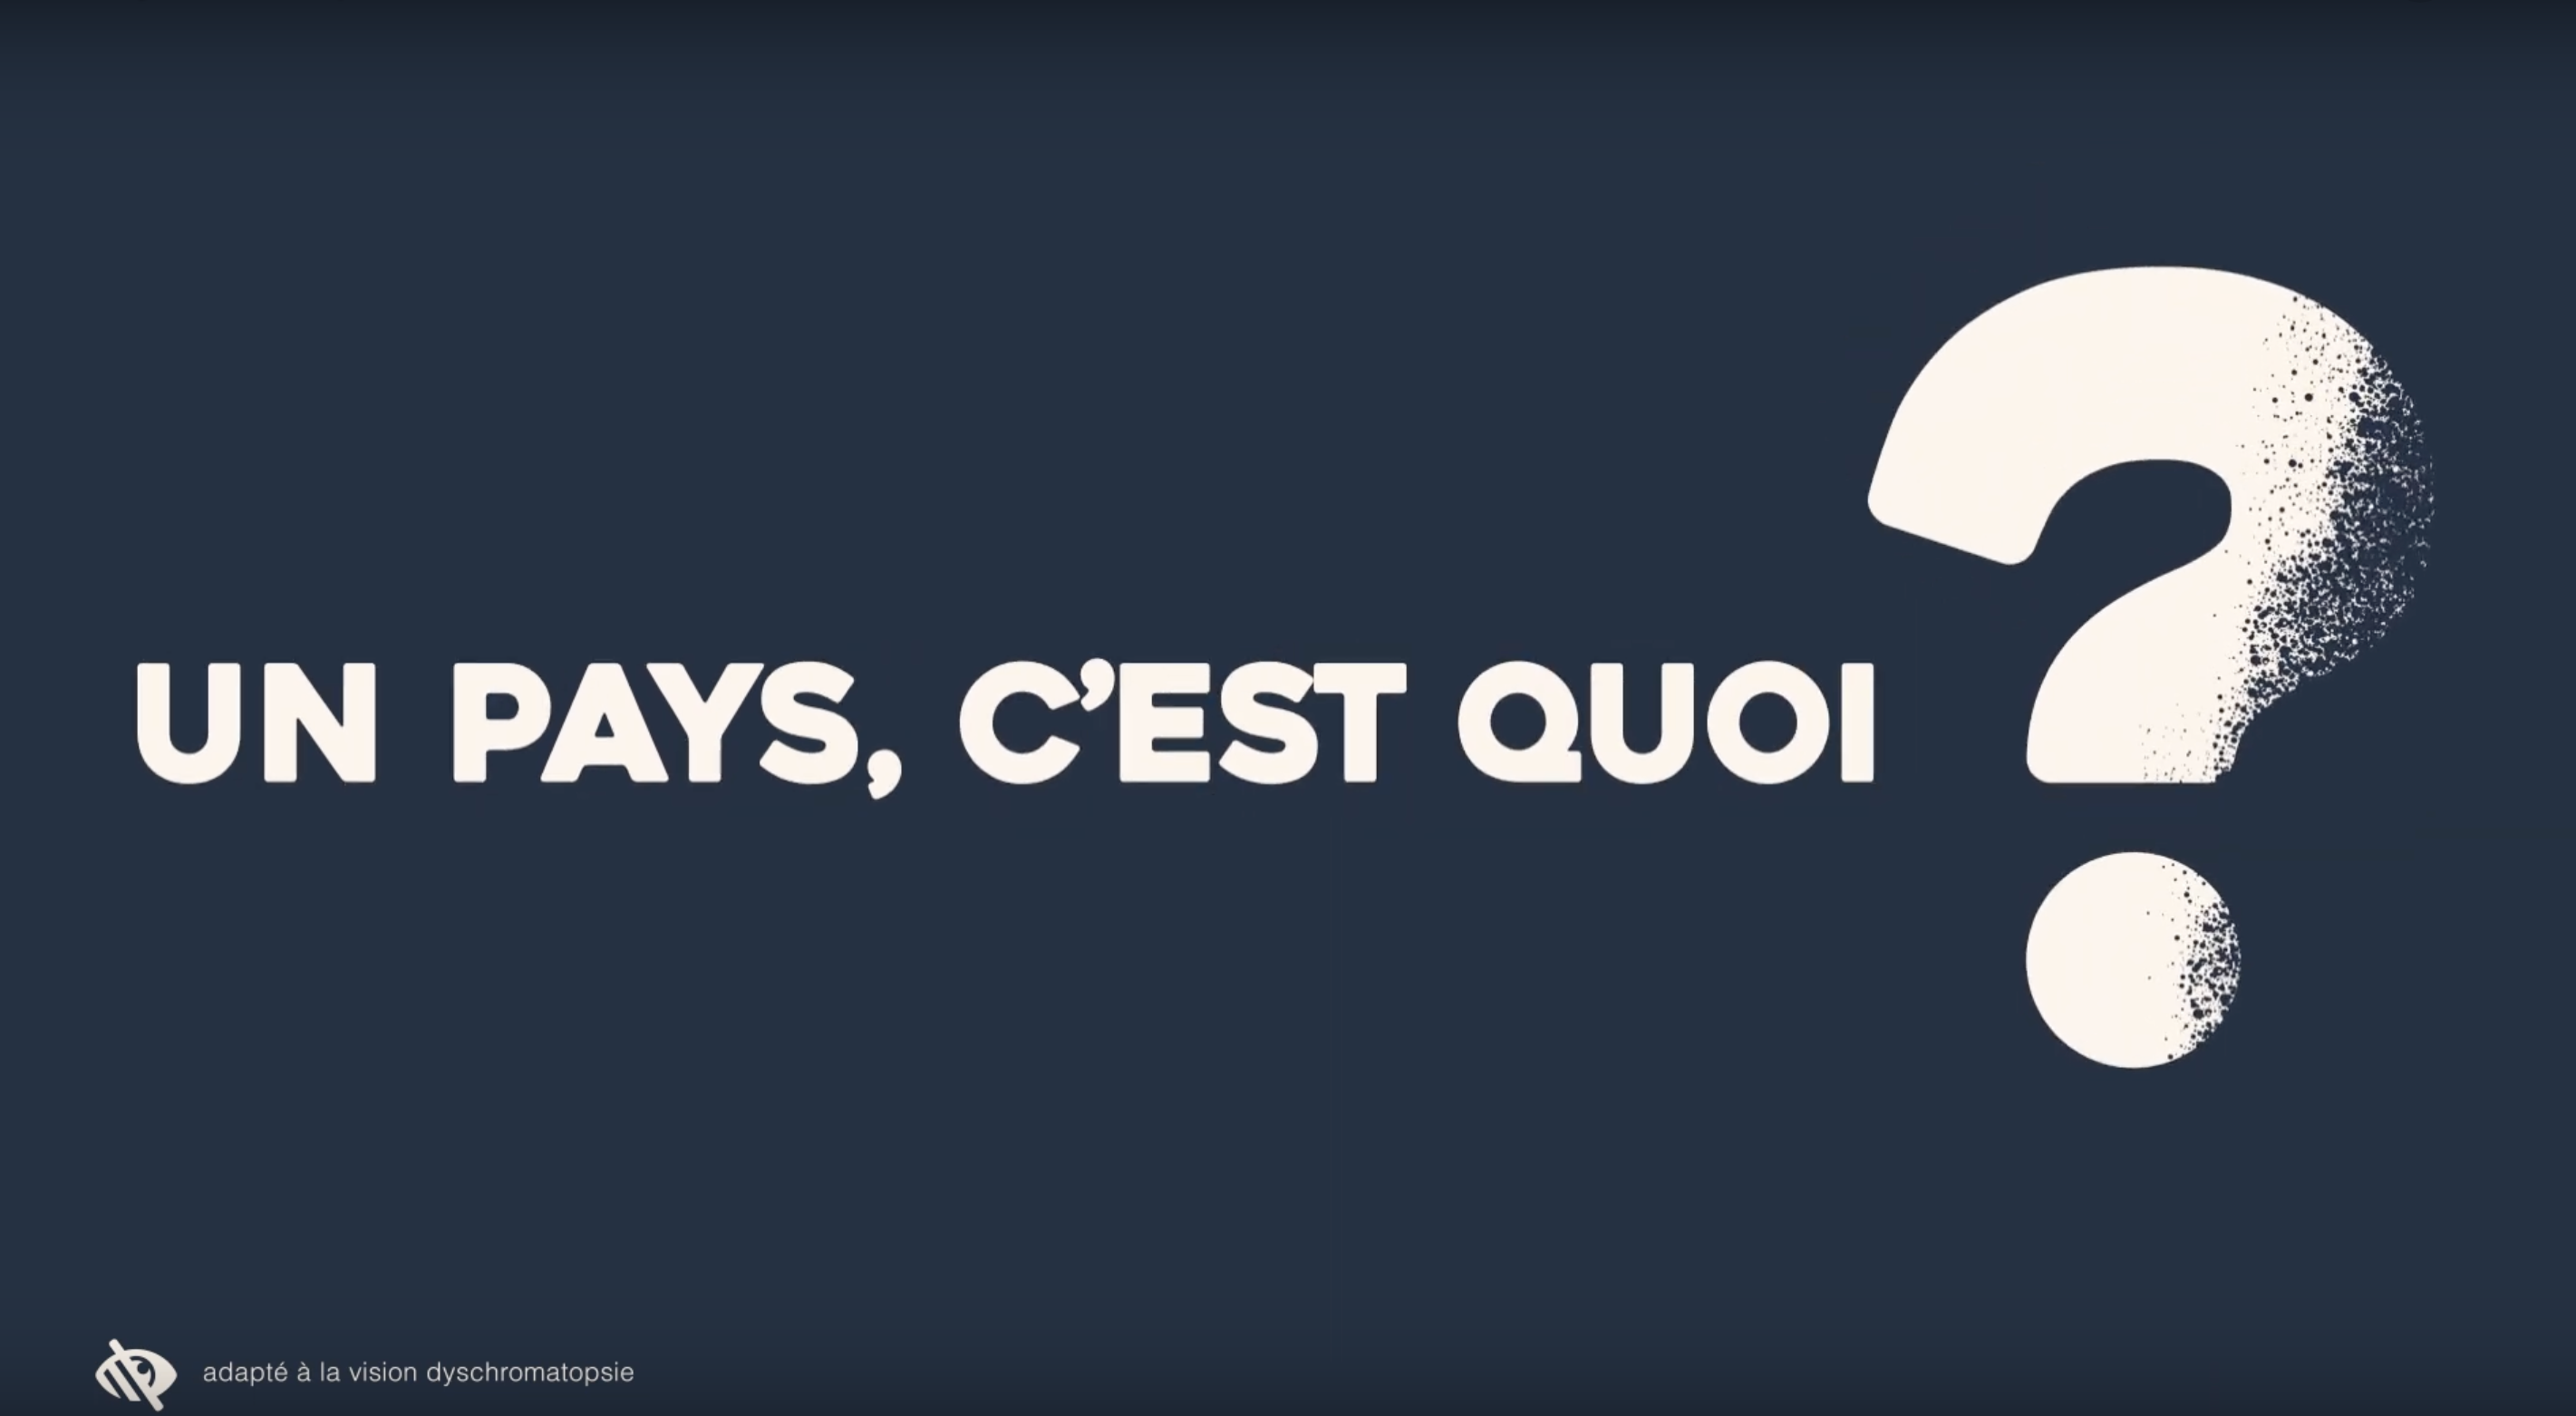 UN PAYS, C’EST QUOI ?
adapté à la vision dyschromatopsie